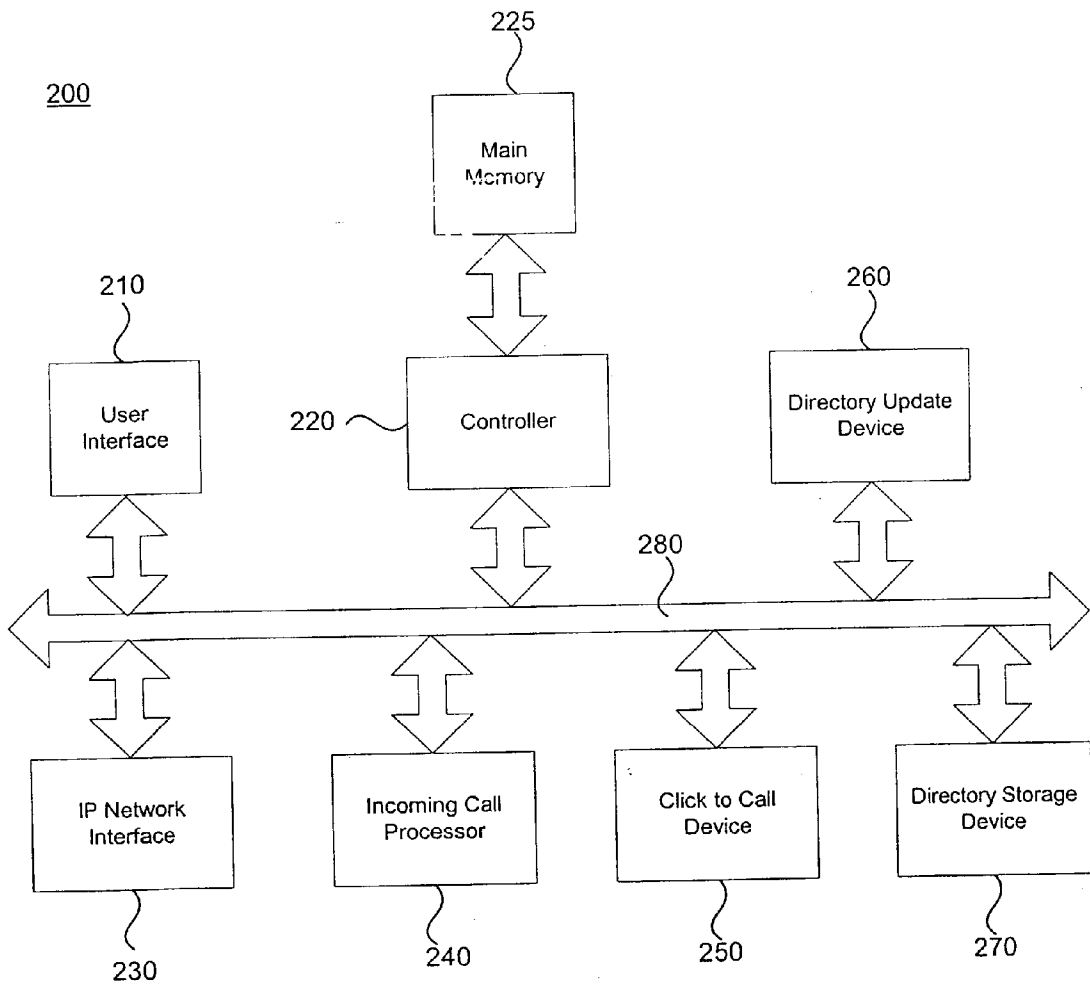 225
200
Main
Memory
210
260
User
Interface
220
Controller
Directory Update
Device
280
IP Network
Interface
Incoming Call
Processor
Click to Call
Device
Directory Storage
Device
230
240
250
270